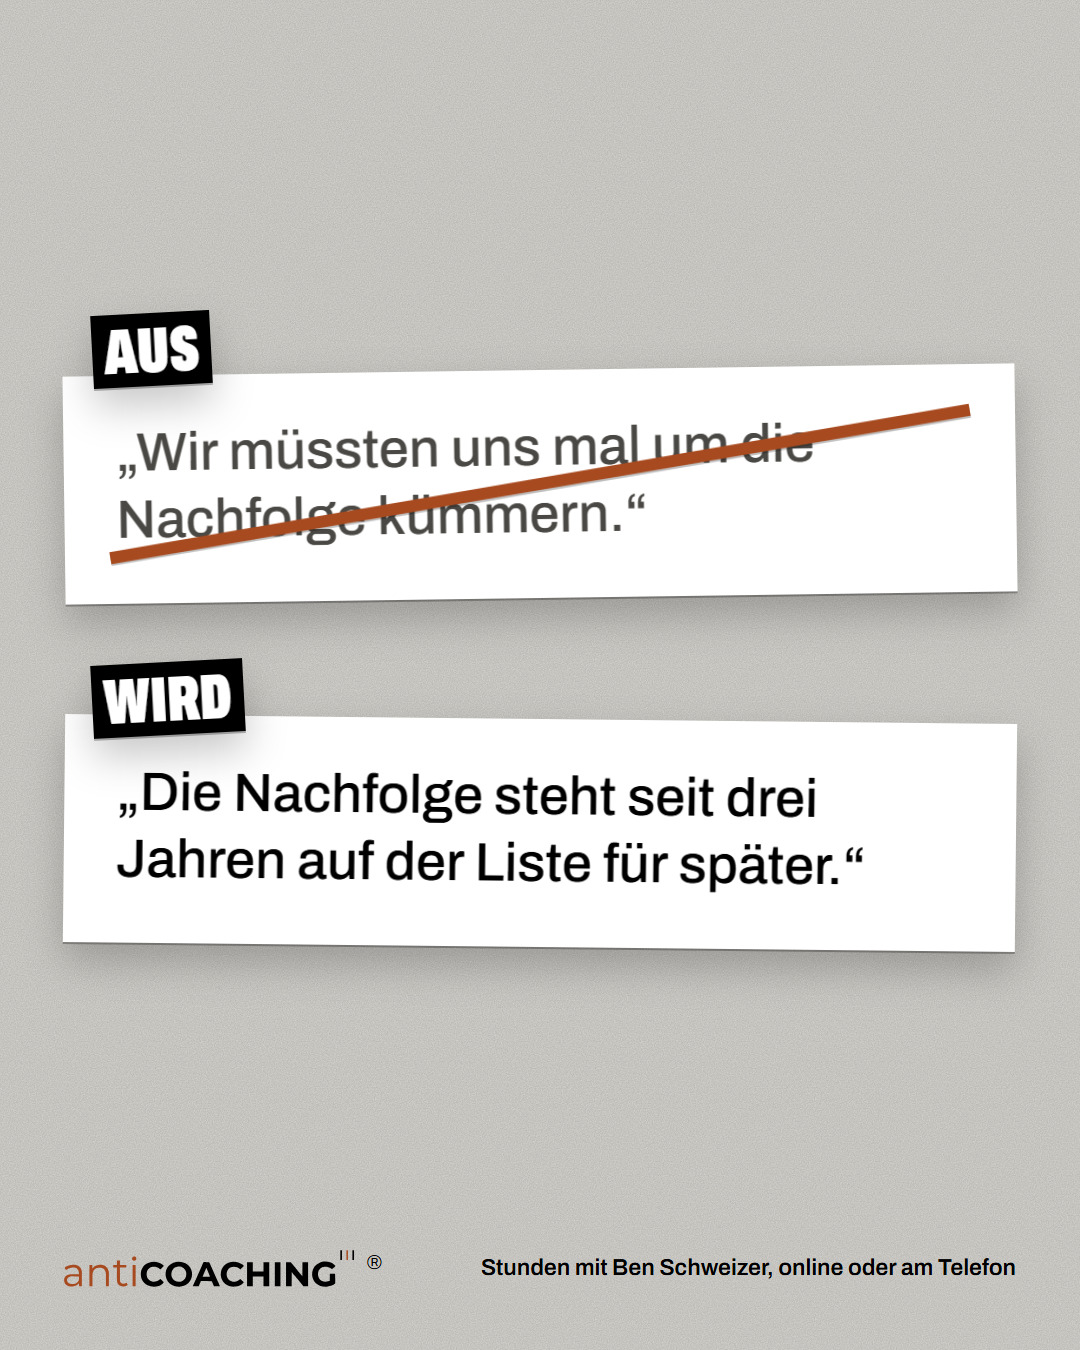 AUS
„Wir müssten uns mal um die
Nachfolge kümmern.“
WIRD
„Die Nachfolge steht seit drei
Jahren auf der Liste für später.“
antiCOACHING ®
Stunden mit Ben Schweizer, online oder am Telefon